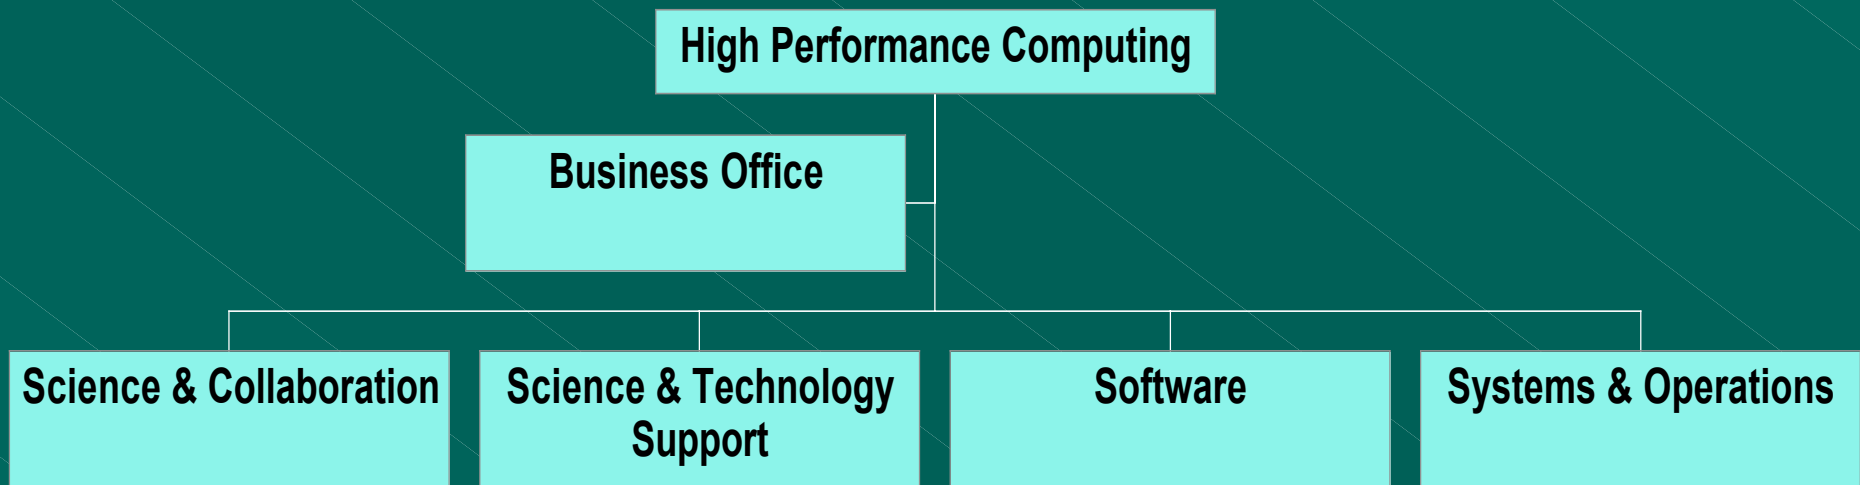 High Performance Computing
Business Office
Science & Collaboration
Science & Technology
Support
Software
Systems & Operations